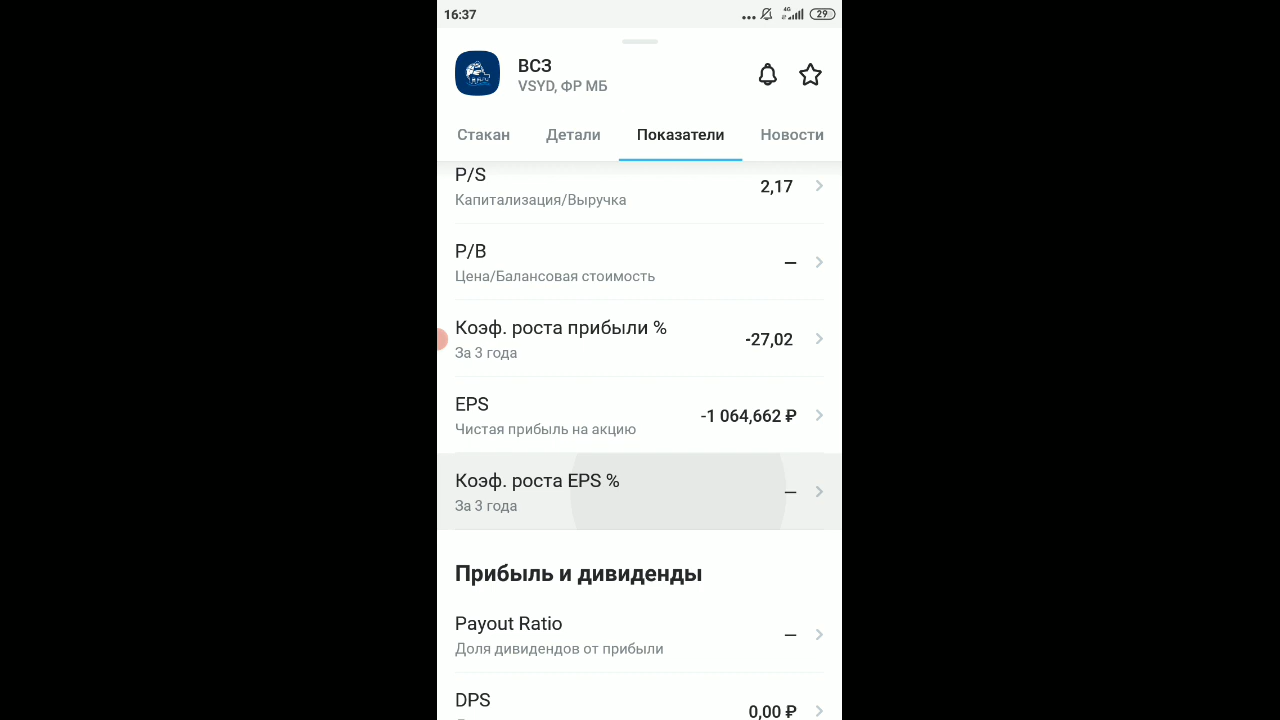 16:37
4G
29
ВСЗ
VSYD, ФР МБ
Стакан
Детали
Показатели
Новости
P/S
2,17
Капитализация/Выручка
P/B
–
Цена/Балансовая стоимость
Коэф. роста прибыли %
-27,02
За 3 года
EPS
-1 064,662 ₽
Чистая прибыль на акцию
Коэф. роста EPS %
–
За 3 года
Прибыль и дивиденды
Payout Ratio
–
Доля дивидендов от прибыли
DPS
0,00 ₽